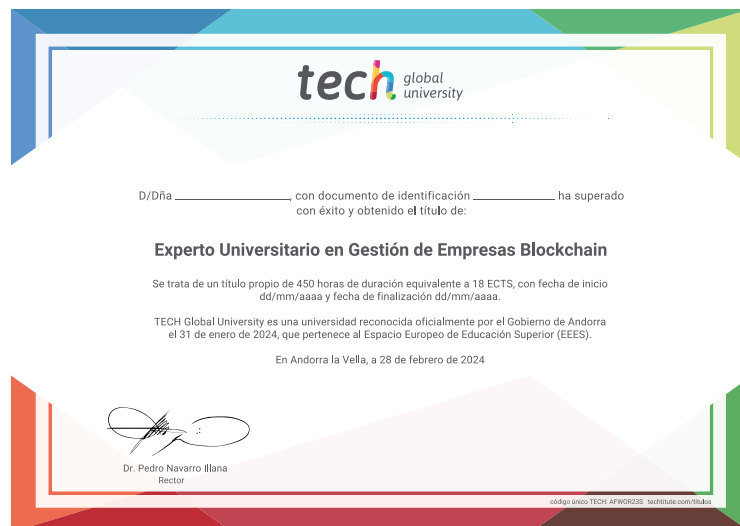 tech global university
D/Dña ____________________, con documento de identificación ______________ ha superado
con éxito y obtenido el título de:
Experto Universitario en Gestión de Empresas Blockchain
Se trata de un título propio de 450 horas de duración equivalente a 18 ECTS, con fecha de inicio
dd/mm/aaaa y fecha de finalización dd/mm/aaaa.
TECH Global University es una universidad reconocida oficialmente por el Gobierno de Andorra
el 31 de enero de 2024, que pertenece al Espacio Europeo de Educación Superior (EEES).
En Andorra la Vella, a 28 de febrero de 2024
Dr. Pedro Navarro Illana
Rector
código único TECH: AFWOR23S techtitute.com/titulos